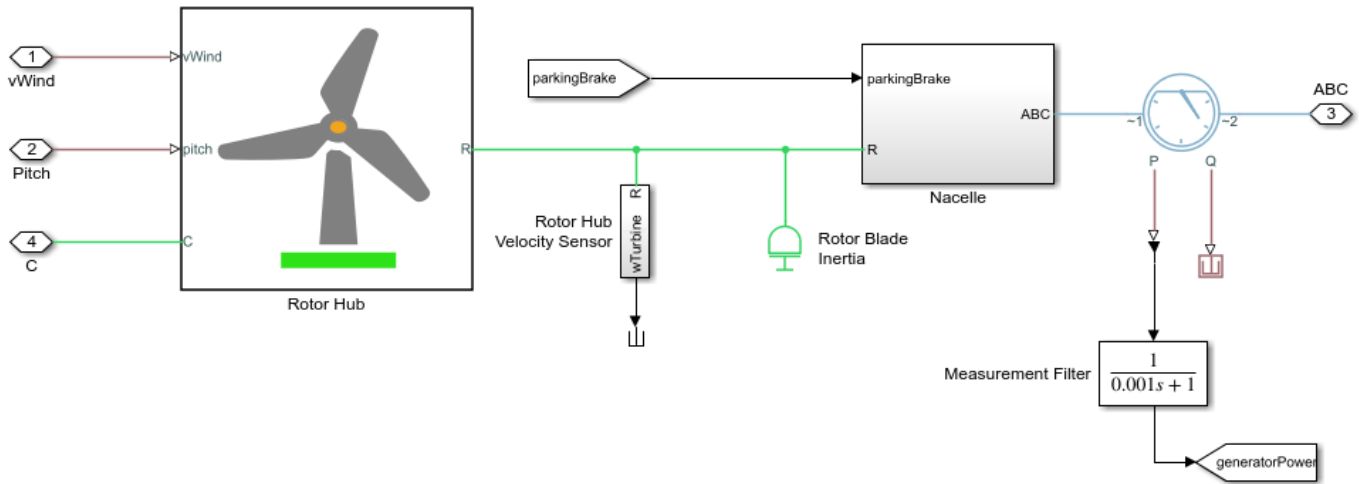 1
vWind
2
Pitch
4
C
vWind
pitch
C
R
Rotor Hub
parkingBrake
Rotor Hub
Velocity Sensor
R
wTurbine
Rotor Blade
Inertia
parkingBrake
R
ABC
Nacelle
~1
~2
P
Q
ABC
3
Measurement Filter
1
0.001s + 1
generatorPower